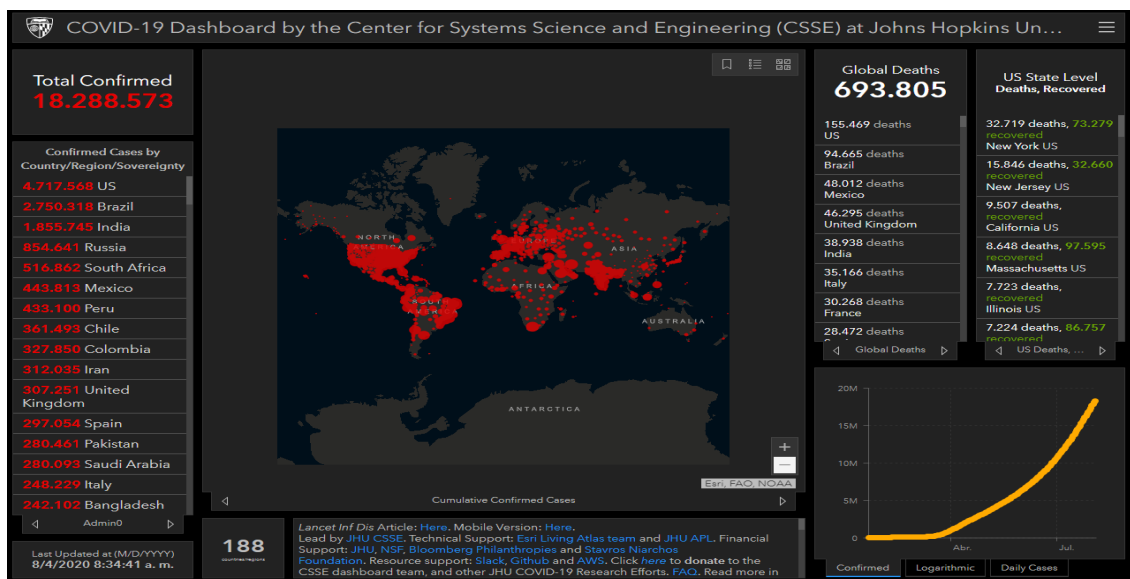 COVID-19 Dashboard by the Center for Systems Science and Engineering (CSSE) at Johns Hopkins Un...
Total Confirmed
18.288.573
Confirmed Cases by
Country/Region/Sovereignty
4.717.568 US
2.750.318 Brazil
1.855.745 India
854.641 Russia
516.862 South Africa
443.813 Mexico
433.100 Peru
361.493 Chile
327.850 Colombia
312.035 Iran
307.251 United
Kingdom
297.054 Spain
280.461 Pakistan
280.093 Saudi Arabia
248.229 Italy
242.102 Bangladesh
Admin0
Last Updated at (M/D/YYYY)
8/4/2020 8:34:41 a. m.
NORTH
AMERICA
SOUTH
AMERICA
EUROPE
ASIA
AFRICA
AUSTRALIA
ANTARCTICA
Esri, FAO, NOAA
Cumulative Confirmed Cases
188
countries/regions
Lancet Inf Dis Article: Here. Mobile Version: Here.
Lead by JHU CSSE. Technical Support: Esri Living Atlas team and JHU APL. Financial
Support: JHU, NSF, Bloomberg Philanthropies and Stavros Niarchos
Foundation. Resource support: Slack, Github and AWS. Click here to donate to the
CSSE dashboard team, and other JHU COVID-19 Research Efforts. FAQ. Read more in
Global Deaths
693.805
155.469 deaths
US
94.665 deaths
Brazil
48.012 deaths
Mexico
46.295 deaths
United Kingdom
38.938 deaths
India
35.166 deaths
Italy
30.268 deaths
France
28.472 deaths
Global Deaths
US State Level
Deaths, Recovered
32.719 deaths, 73.279
recovered
New York US
15.846 deaths, 32.660
recovered
New Jersey US
9.507 deaths,
recovered
California US
8.648 deaths, 97.595
recovered
Massachusetts US
7.723 deaths,
recovered
Illinois US
7.224 deaths, 86.757
recovered
US Deaths, ...
20M
15M
10M
5M
0
Abr.
Jul.
Confirmed
Logarithmic
Daily Cases